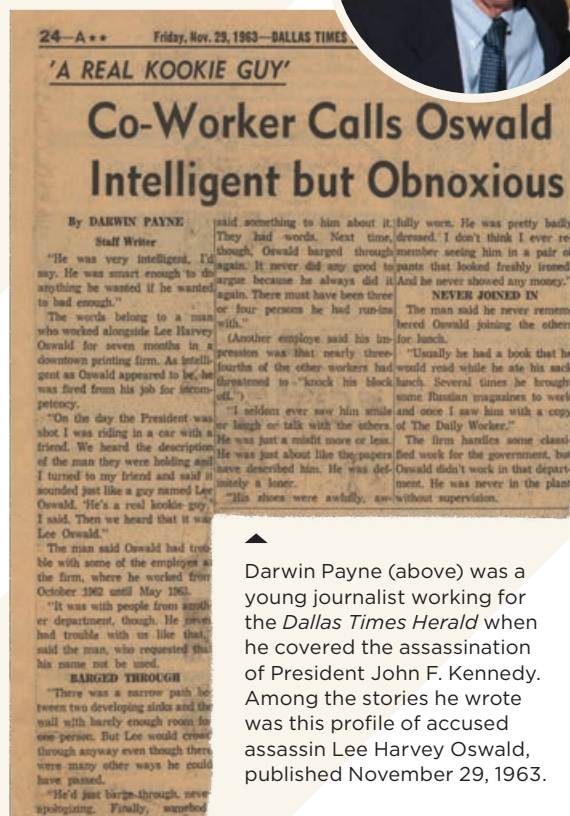 24—A★★ Friday, Nov. 29, 1963—DALLAS TIMES
'A REAL KOOKIE GUY'
Co-Worker Calls Oswald
Intelligent but Obnoxious
By DARWIN PAYNE
Staff Writer
"He was very intelligent, I'd
say. He was smart enough to do
anything he wanted if he wanted
to bad enough."
The words belong to a man
who worked alongside Lee Harvey
Oswald for seven months in a
downtown printing firm. As intelli-
gent as Oswald appeared to be, he
was fired from his job for incom-
petency.
"On the day the President was
shot I was riding in a car with a
friend. We heard the description
of the man they were holding and
I turned to my friend and said it
sounded just like a guy named Lee
Oswald. 'He's a real kookie guy,'
I said. Then we heard that it was
Lee Oswald."
The man said Oswald had trou-
ble with some of the employes at
the firm, where he worked from
October 1962 until May 1963.
"It was with people from anoth-
er department, though. He never
had trouble with us like that,"
said the man, who requested that
his name not be used.
BARGED THROUGH
"There was a narrow path be-
tween two developing sinks and the
wall with barely enough room for
one person. But Lee would crowd
through anyway even though there
were many other ways he could
have passed.
"He'd just barge through, never
apologizing. Finally, somebod
said something to him about it.
They had words. Next time,
though, Oswald barged through
again. It never did any good to
argue because he always did it
again. There must have been three
or four persons he had run-ins
with."
(Another employe said his im-
pression was that nearly three-
fourths of the other workers had
threatened to "knock his block
off.")
"I seldom ever saw him smile
or laugh or talk with the others.
He was just a misfit more or less.
He was just about like the papers
have described him. He was def-
initely a loner.
"His shoes were awfully, aw-
fully worn. He was pretty badly
dressed. I don't think I ever re-
member seeing him in a pair of
pants that looked freshly ironed.
And he never showed any money."
NEVER JOINED IN
The man said he never remem-
bered Oswald joining the others
for lunch.
"Usually he had a book that he
would read while he ate his sack
lunch. Several times he brought
some Russian magazines to work
and once I saw him with a copy
of The Daily Worker."
The firm handles some classi-
fied work for the government, but
Oswald didn't work in that depart-
ment. He was never in the plant
without supervision.
Darwin Payne (above) was a
young journalist working for
the Dallas Times Herald when
he covered the assassination
of President John F. Kennedy.
Among the stories he wrote
was this profile of accused
assassin Lee Harvey Oswald,
published November 29, 1963.